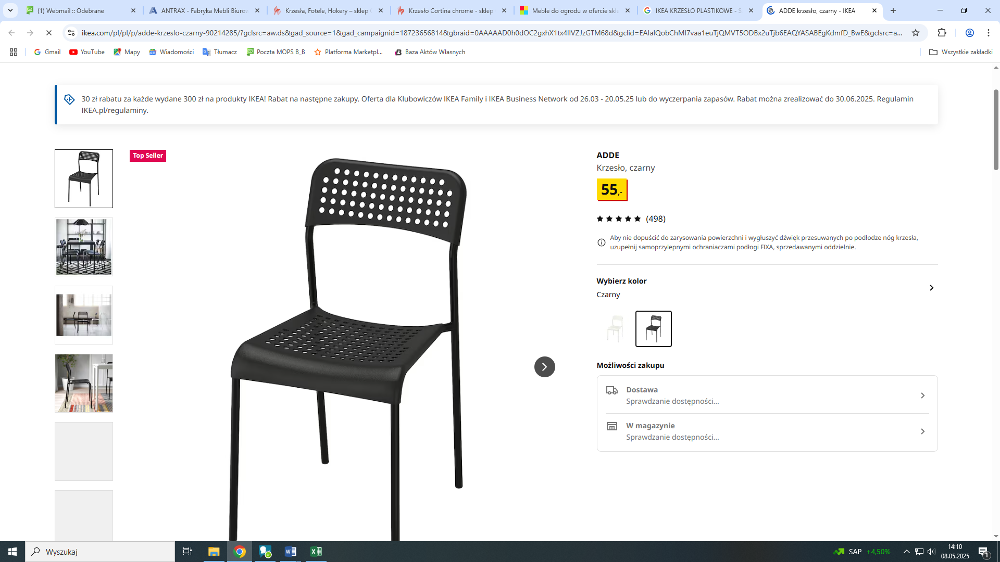 (1) Webmail :: Odebrane
ANTRAX - Fabryka Mebli Biurow
Krzesła, Fotele, Hokery – sklep
Krzesło Cortina chrome - sklep
Meble do ogrodu w ofercie skle
IKEA KRZESŁO PLASTIKOWE - S
ADDE krzesło, czarny - IKEA
ikea.com/pl/pl/p/adde-krzeslo-czarny-90214285/?gclsrc=aw.ds&gad_source=1&gad_campaignid=18723656814&gbraid=0AAAAAD0h0dOC2gxhX1tx4IlVZJzGTM68d&gclid=EAIaIQobChMI7vaa1euTjQMVT5ODBx2uTjb6EAQYASABEgKdmfD_BwE&gclsrc=a...
Gmail
YouTube
Mapy
Wiadomości
Tłumacz
Poczta MOPS B_B
Platforma Marketpl...
Baza Aktów Własnych
Wszystkie zakładki
30 zł rabatu za każde wydane 300 zł na produkty IKEA! Rabat na następne zakupy. Oferta dla Klubowiczów IKEA Family i IKEA Business Network od 26.03 - 20.05.25 lub do wyczerpania zapasów. Rabat można zrealizować do 30.06.2025. Regulamin
IKEA.pl/regulaminy.
Top Seller
ADDE
Krzesło, czarny
55,-
(498)
Aby nie dopuścić do zarysowania powierzchni i wygłuszyć dźwięk przesuwanych po podłodze nóg krzesła,
uzupełnij samoprzylepnymi ochraniaczami podłogi FIXA, sprzedawanymi oddzielnie.
Wybierz kolor
Czarny
Możliwości zakupu
Dostawa
Sprawdzanie dostępności...
W magazynie
Sprawdzanie dostępności...
Wyszukaj
SAP +4,50%
14:10
08.05.2025
1